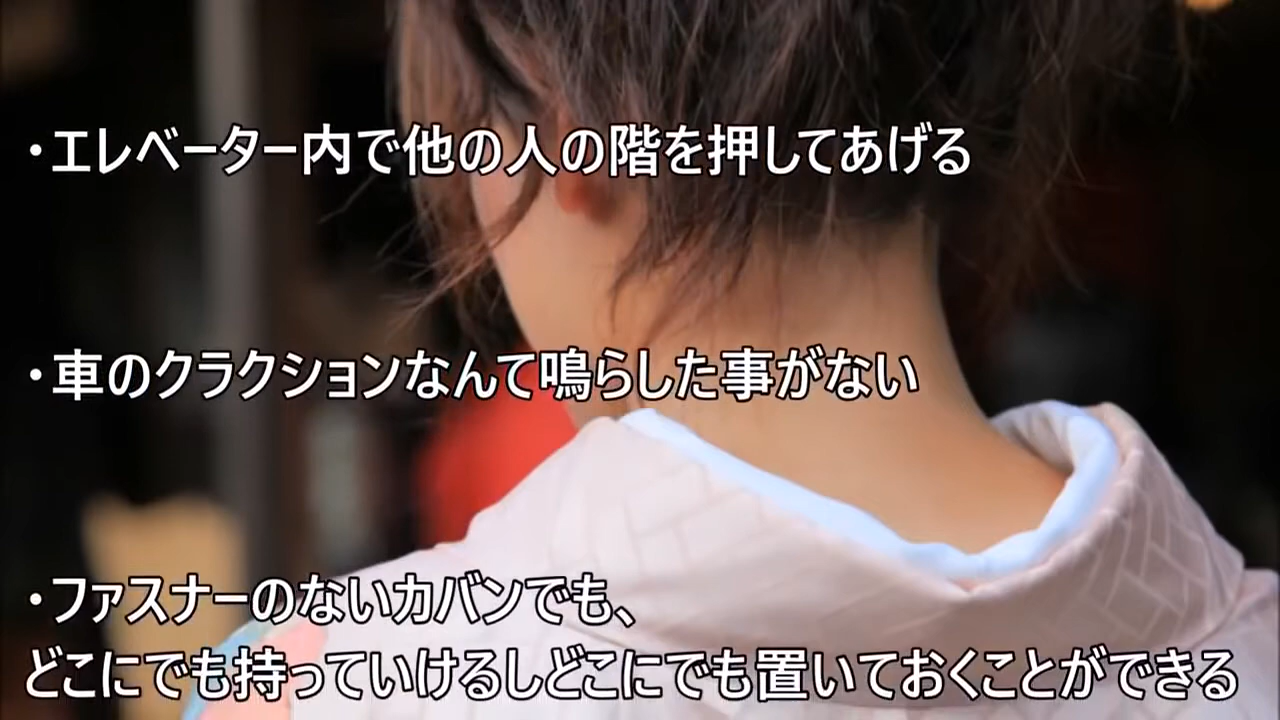 ・エレベーター内で他の人の階を押してあげる
・車のクラクションなんて鳴らした事がない
・ファスナーのないカバンでも、
どこにでも持っていけるしどこにでも置いておくことができる